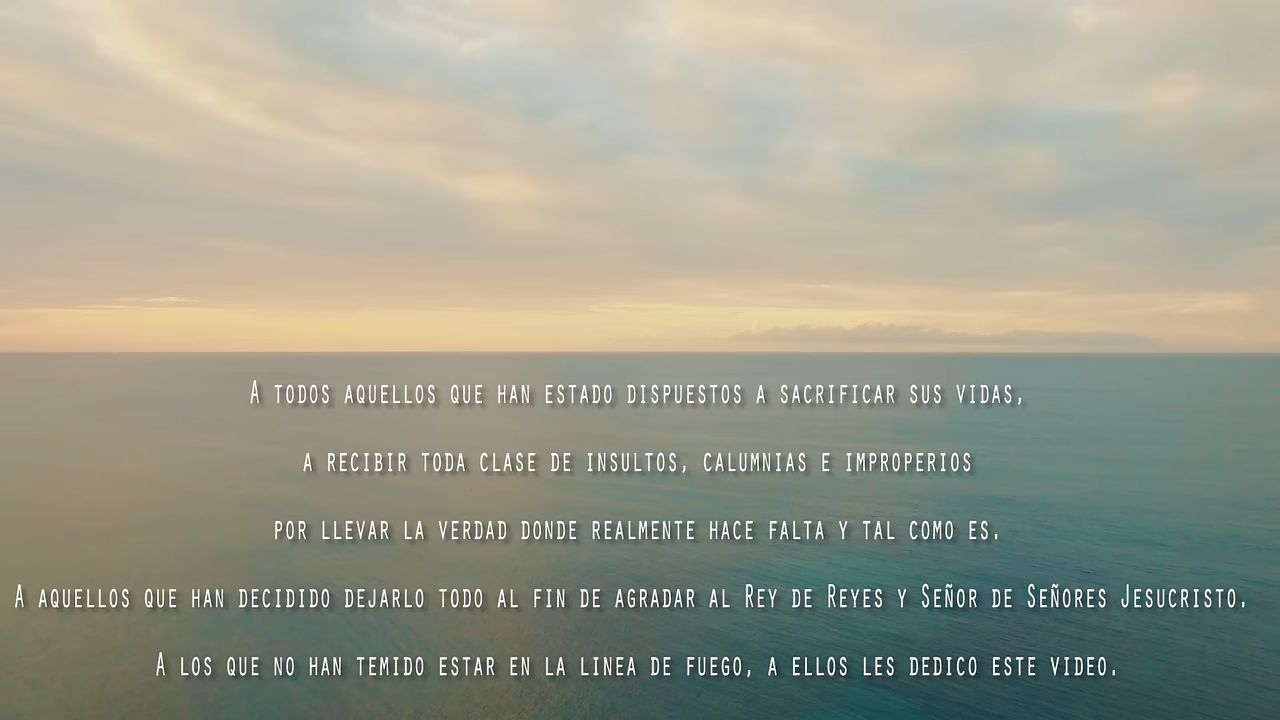 A TODOS AQUELLOS QUE HAN ESTADO DISPUESTOS A SACRIFICAR SUS VIDAS,
A RECIBIR TODA CLASE DE INSULTOS, CALUMNIAS E IMPROPERIOS
POR LLEVAR LA VERDAD DONDE REALMENTE HACE FALTA Y TAL COMO ES.
A AQUELLOS QUE HAN DECIDIDO DEJARLO TODO AL FIN DE AGRADAR AL REY DE REYES Y SEÑOR DE SEÑORES JESUCRISTO.
A LOS QUE NO HAN TEMIDO ESTAR EN LA LINEA DE FUEGO, A ELLOS LES DEDICO ESTE VIDEO.